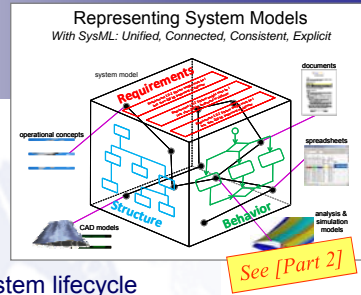 Representing System Models
With SysML: Unified, Connected, Consistent, Explicit
system model
documents
Requirements
operational concepts
spreadsheets
Structure
Behavior
CAD models
analysis &
simulation
models
See [Part 2]
stem lifecycle